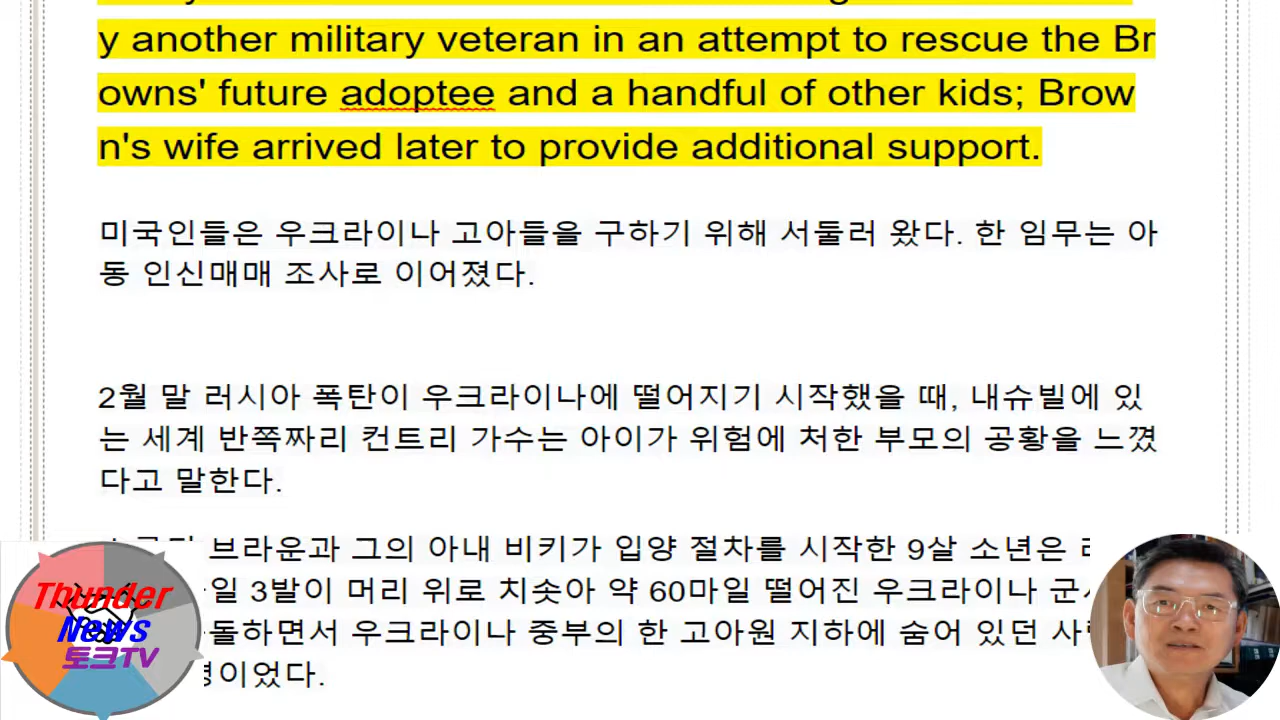 y another military veteran in an attempt to rescue the Br
owns' future adoptee and a handful of other kids; Brow
n's wife arrived later to provide additional support.
미국인들은 우크라이나 고아들을 구하기 위해 서둘러 왔다. 한 임무는 아
동 인신매매 조사로 이어졌다.
2월 말 러시아 폭탄이 우크라이나에 떨어지기 시작했을 때, 내슈빌에 있
는 세계 반쪽짜리 컨트리 가수는 아이가 위험에 처한 부모의 공황을 느꼈
다고 말한다.
브라운과 그의 아내 비키가 입양 절차를 시작한 9살 소년은
3발이 머리 위로 치솟아 약 60마일 떨어진 우크라이나
우크라이나 중부의 한 고아원 지하에 숨어 있던
Thunder
News
토크TV